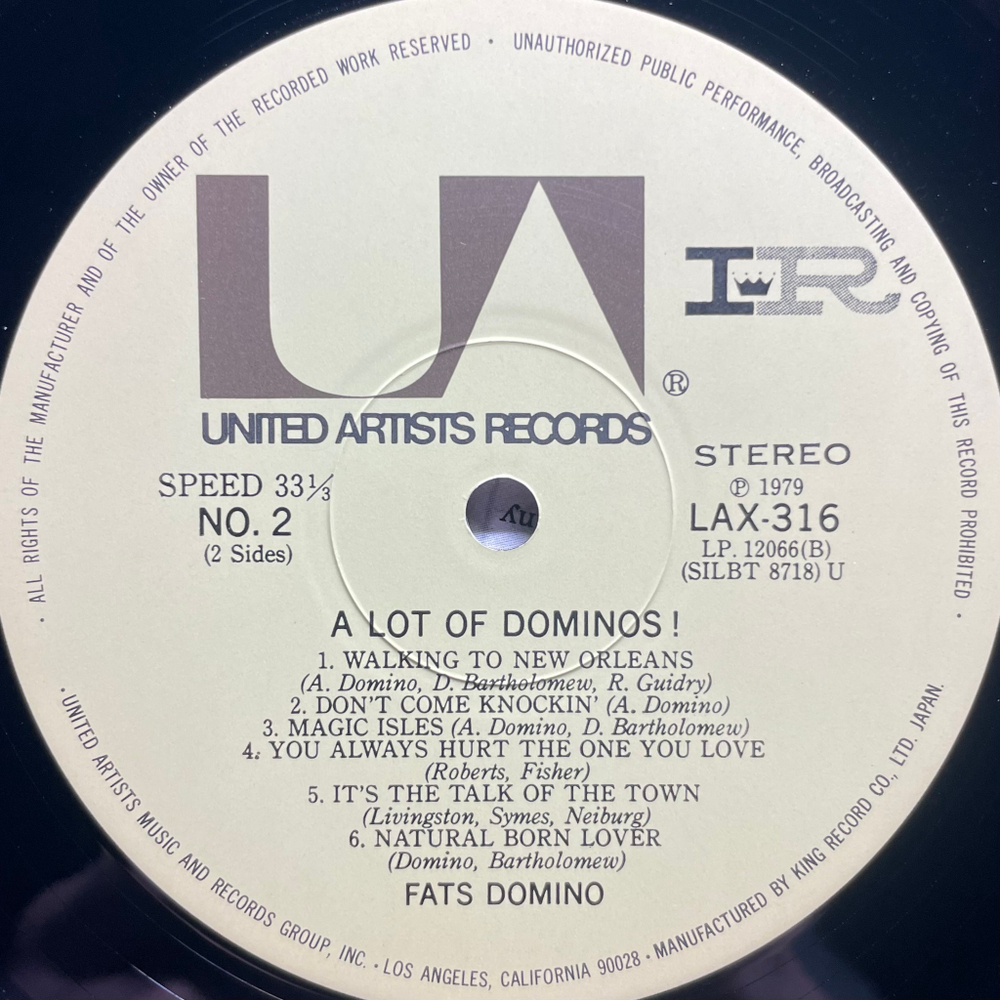 · ALL RIGHTS OF THE MANUFACTURER AND OF THE OWNER OF THE RECORDED WORK RESERVED · UNAUTHORIZED PUBLIC PERFORMANCE, BROADCASTING AND COPYING OF THIS RECORD PROHIBITED ·
UA
IR
®
UNITED ARTISTS RECORDS
SPEED 33⅓
NO. 2
(2 Sides)
STEREO
℗ 1979
LAX-316
LP. 12066(B)
(SILBT 8718) U
A LOT OF DOMINOS!
1. WALKING TO NEW ORLEANS
(A. Domino, D. Bartholomew, R. Guidry)
2. DON'T COME KNOCKIN' (A. Domino)
3. MAGIC ISLES (A. Domino, D. Bartholomew)
4. YOU ALWAYS HURT THE ONE YOU LOVE
(Roberts, Fisher)
5. IT'S THE TALK OF THE TOWN
(Livingston, Symes, Neiburg)
6. NATURAL BORN LOVER
(Domino, Bartholomew)
FATS DOMINO
· UNITED ARTISTS MUSIC AND RECORDS GROUP, INC. · LOS ANGELES, CALIFORNIA 90028 · MANUFACTURED BY KING RECORD CO., LTD. JAPAN.